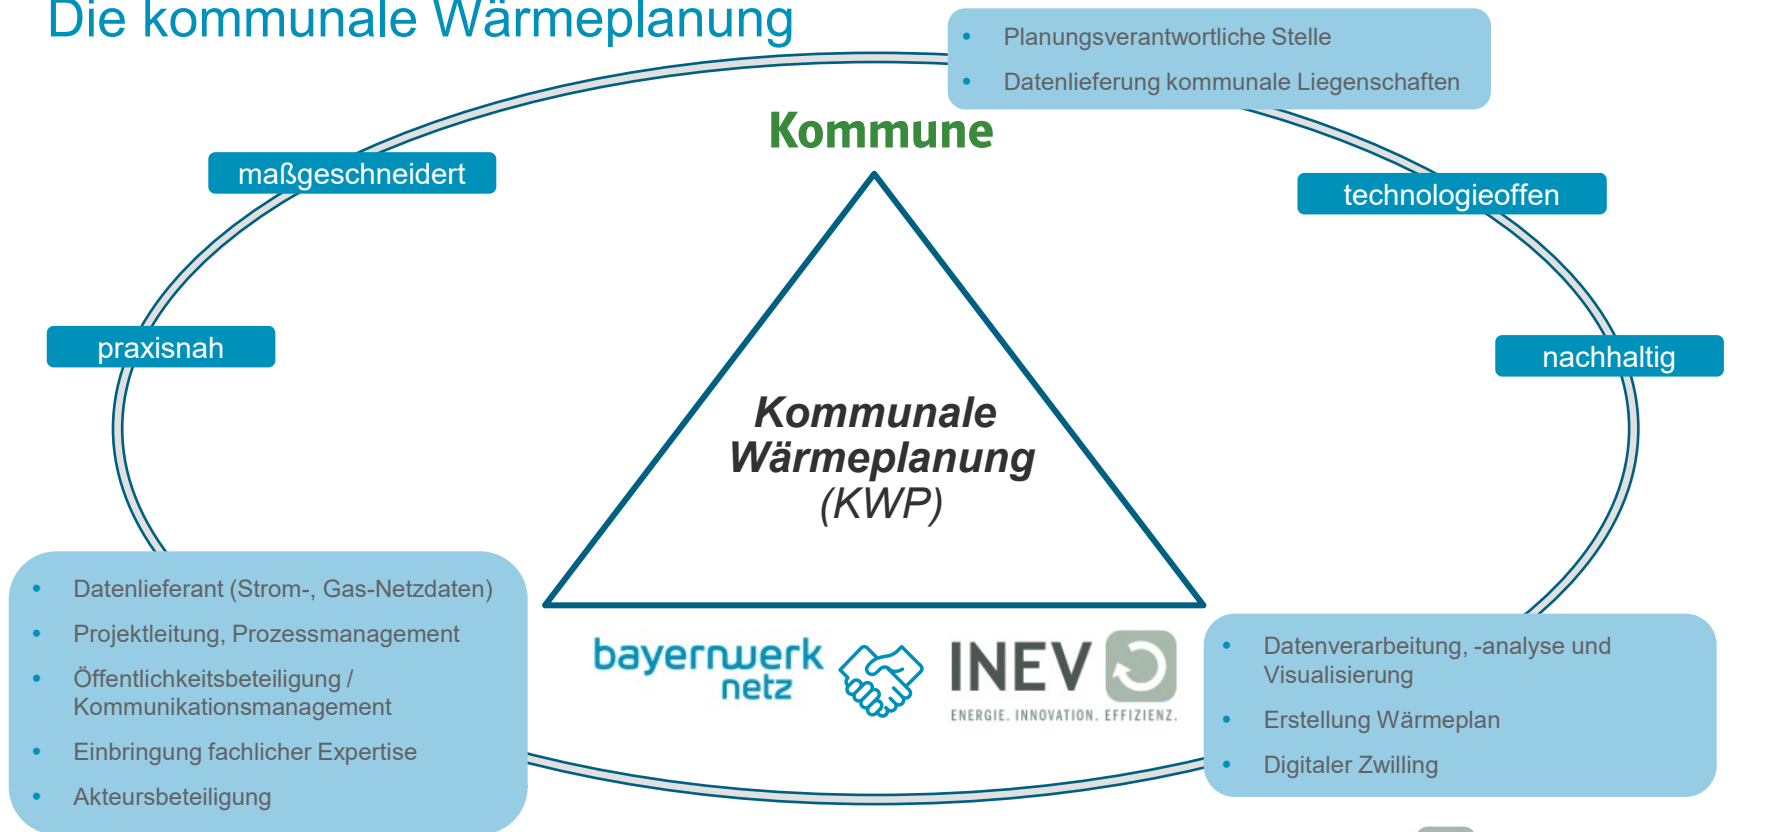 Die kommunale Wärmeplanung
• Planungsverantwortliche Stelle
• Datenlieferung kommunale Liegenschaften
Kommune
maßgeschneidert
technologieoffen
praxisnah
nachhaltig
Kommunale
Wärmeplanung
(KWP)
• Datenlieferant (Strom-, Gas-Netzdaten)
• Projektleitung, Prozessmanagement
• Öffentlichkeitsbeteiligung /
Kommunikationsmanagement
• Einbringung fachlicher Expertise
• Akteursbeteiligung
bayernwerk
netz
INEV
ENERGIE. INNOVATION. EFFIZIENZ.
• Datenverarbeitung, -analyse und
Visualisierung
• Erstellung Wärmeplan
• Digitaler Zwilling